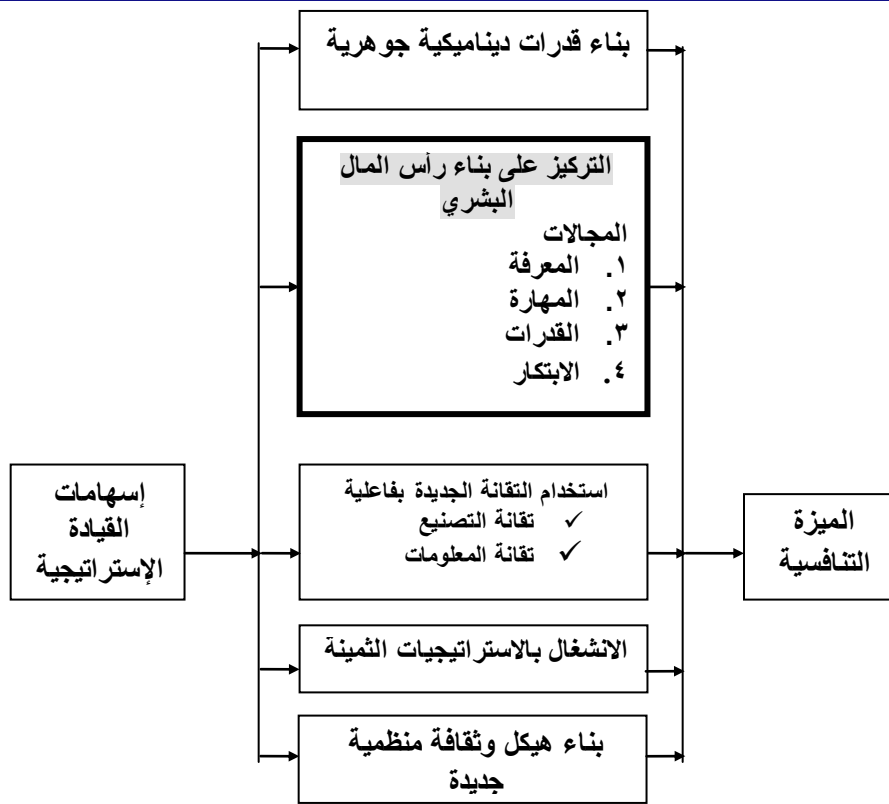 بناء قدرات ديناميكية جوهرية
التركيز على بناء رأس المال
البشري
المجالات
١. المعرفة
٢. المهارة
٣. القدرات
٤. الابتكار
إسهامات
القيادة
الإستراتيجية
استخدام التقانة الجديدة بفاعلية
✓ تقانة التصنيع
✓ تقانة المعلومات
الميزة
التنافسية
الانشغال بالاستراتيجيات الثمينة
بناء هيكل وثقافة منظمية
جديدة